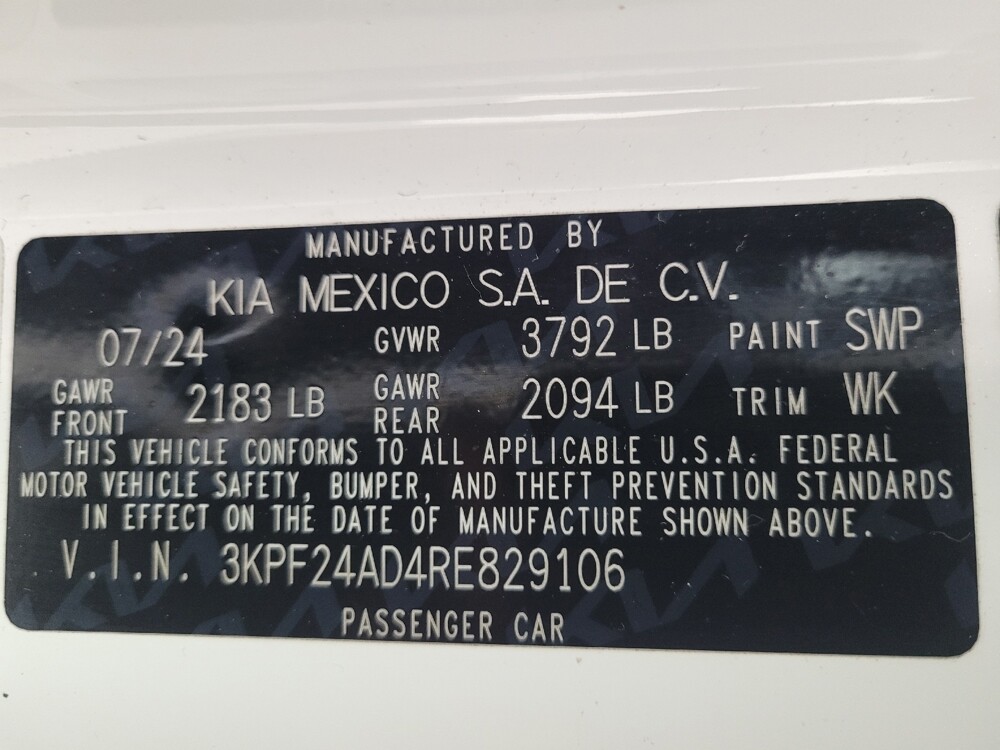 MANUFACTURED BY
KIA MEXICO S.A. DE C.V.
07/24 GVWR 3792 LB PAINT SWP
GAWR FRONT 2183 LB GAWR REAR 2094 LB TRIM WK
THIS VEHICLE CONFORMS TO ALL APPLICABLE U.S.A. FEDERAL
MOTOR VEHICLE SAFETY, BUMPER, AND THEFT PREVENTION STANDARDS
IN EFFECT ON THE DATE OF MANUFACTURE SHOWN ABOVE.
V.I.N. 3KPF24AD4RE829106
PASSENGER CAR